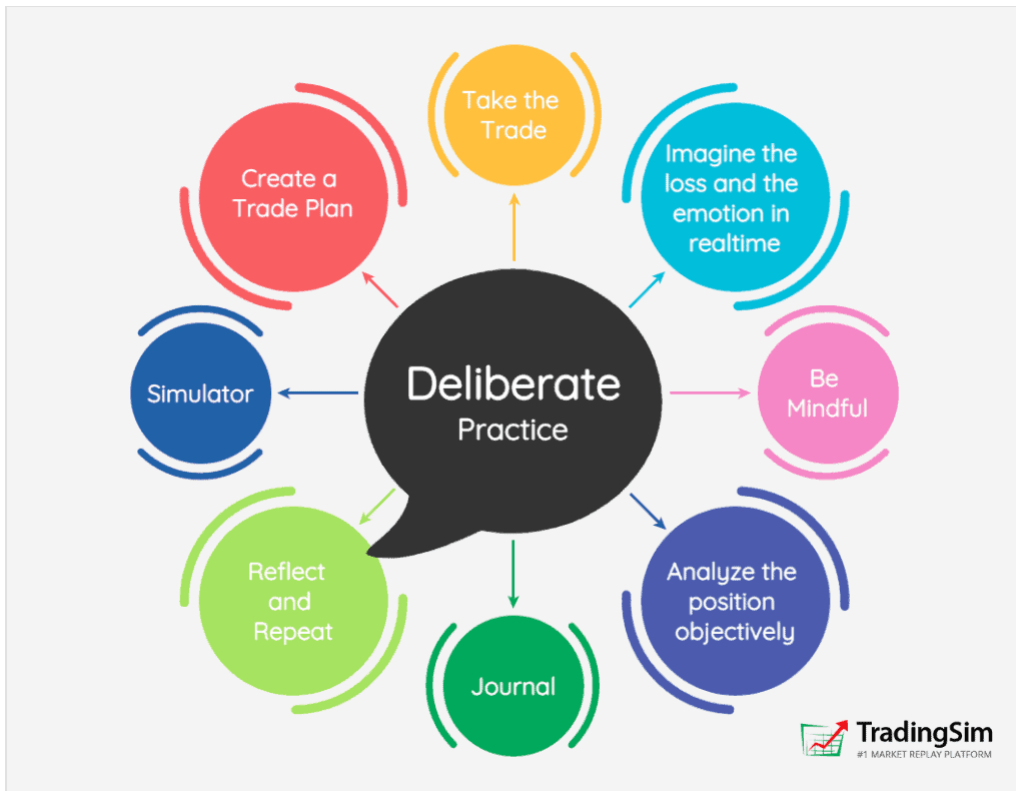 Take the
Trade
Imagine the
loss and the
emotion in
realtime
Create a
Trade Plan
Be
Mindful
Simulator
Deliberate
Practice
Analyze the
position
objectively
Reflect
and
Repeat
Journal
TradingSim
#1 MARKET REPLAY PLATFORM